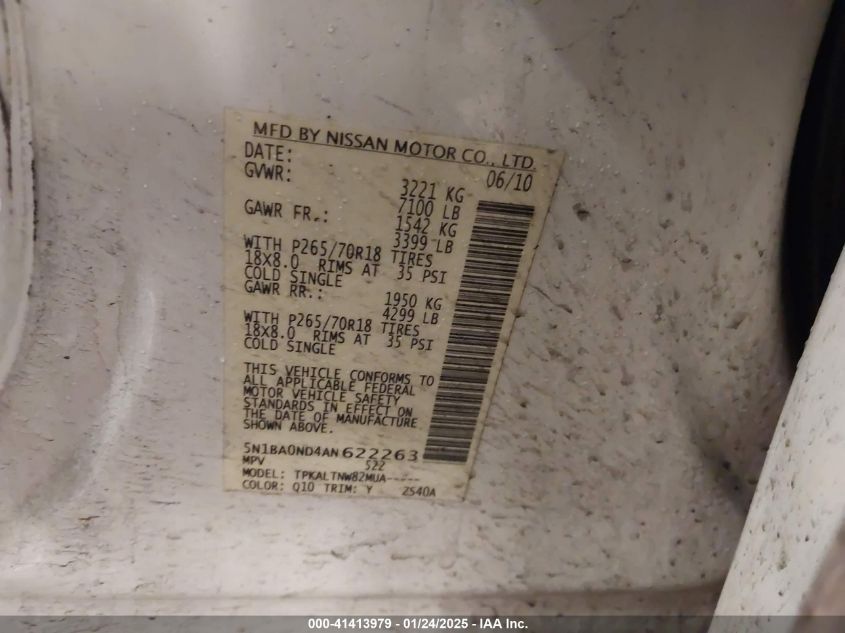 MFD BY NISSAN MOTOR CO., LTD.
DATE: 06/10
GVWR: 3221 KG
7100 LB
GAWR FR.: 1542 KG
3399 LB
WITH P265/70R18 TIRES
18X8.0 RIMS AT 35 PSI
COLD SINGLE
GAWR RR.: 1950 KG
4299 LB
WITH P265/70R18 TIRES
18X8.0 RIMS AT 35 PSI
COLD SINGLE
THIS VEHICLE CONFORMS TO
ALL APPLICABLE FEDERAL
MOTOR VEHICLE SAFETY
STANDARDS IN EFFECT ON
THE DATE OF MANUFACTURE
SHOWN ABOVE.
5N1BA0ND4AN622263
MPV 522
MODEL: TPKALTNW82MUA-----
COLOR: Q10 TRIM: Y 2S40A
000-41413979 | 01/24/2025 | IAA Inc.